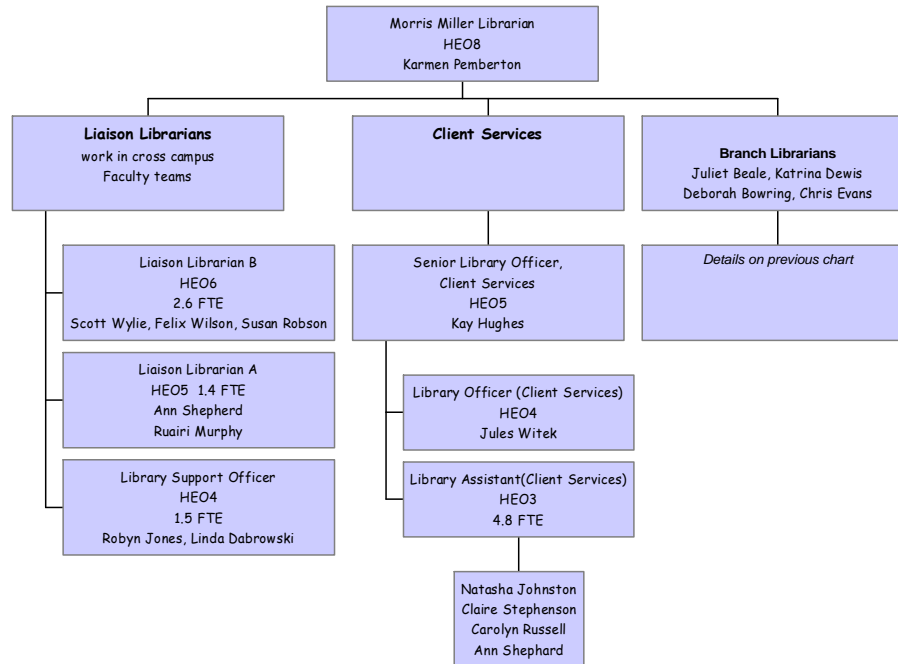 Morris Miller Librarian
HEO8
Karmen Pemberton
Liaison Librarians
work in cross campus
Faculty teams
Client Services
Branch Librarians
Juliet Beale, Katrina Dewis
Deborah Bowring, Chris Evans
Liaison Librarian B
HEO6
2.6 FTE
Scott Wylie, Felix Wilson, Susan Robson
Senior Library Officer,
Client Services
HEO5
Kay Hughes
Details on previous chart
Liaison Librarian A
HEO5 1.4 FTE
Ann Shepherd
Ruairi Murphy
Library Officer (Client Services)
HEO4
Jules Witek
Library Support Officer
HEO4
1.5 FTE
Robyn Jones, Linda Dabrowski
Library Assistant(Client Services)
HEO3
4.8 FTE
Natasha Johnston
Claire Stephenson
Carolyn Russell
Ann Shephard